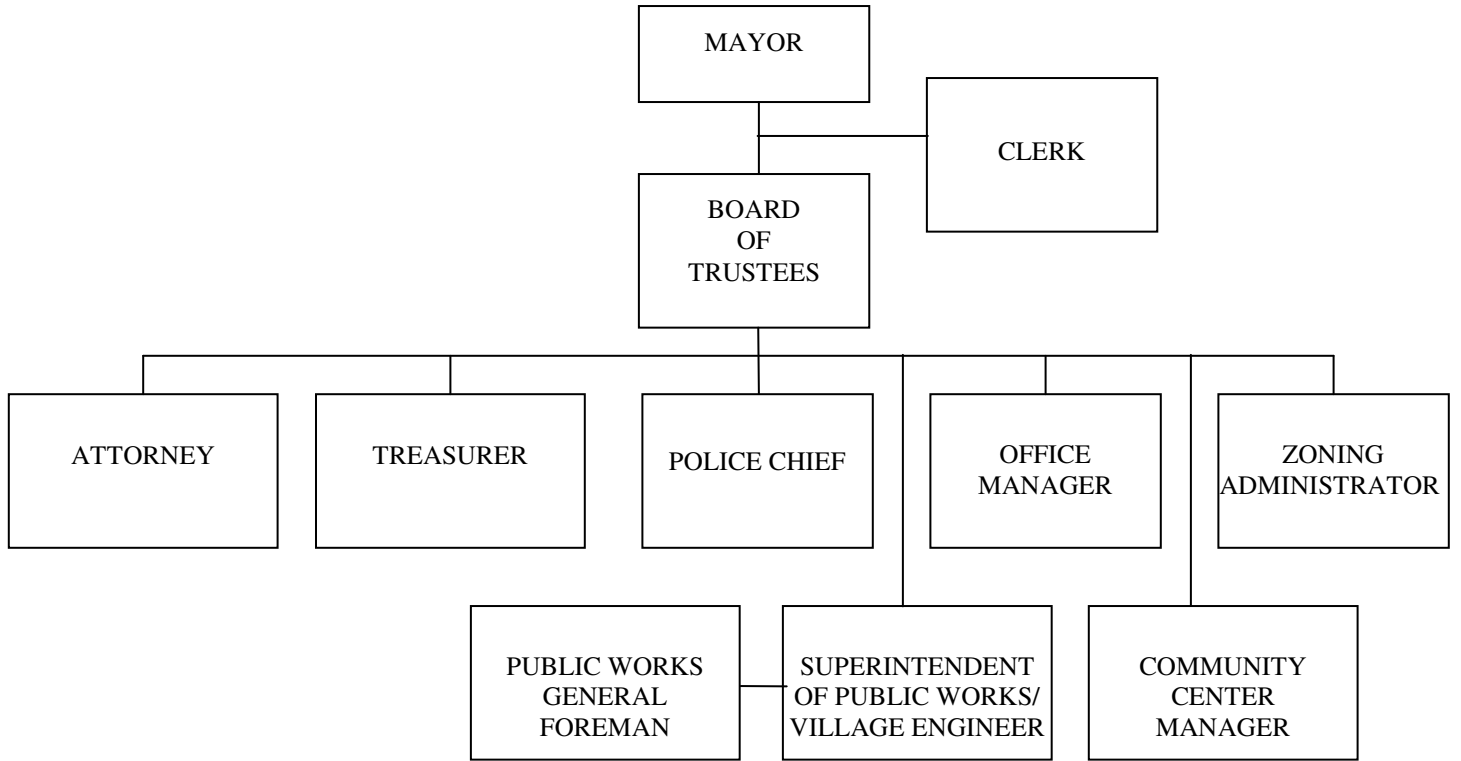 MAYOR
CLERK
BOARD
OF
TRUSTEES
ATTORNEY
TREASURER
POLICE CHIEF
OFFICE
MANAGER
ZONING
ADMINISTRATOR
PUBLIC WORKS
GENERAL
FOREMAN
SUPERINTENDENT
OF PUBLIC WORKS/
VILLAGE ENGINEER
COMMUNITY
CENTER
MANAGER